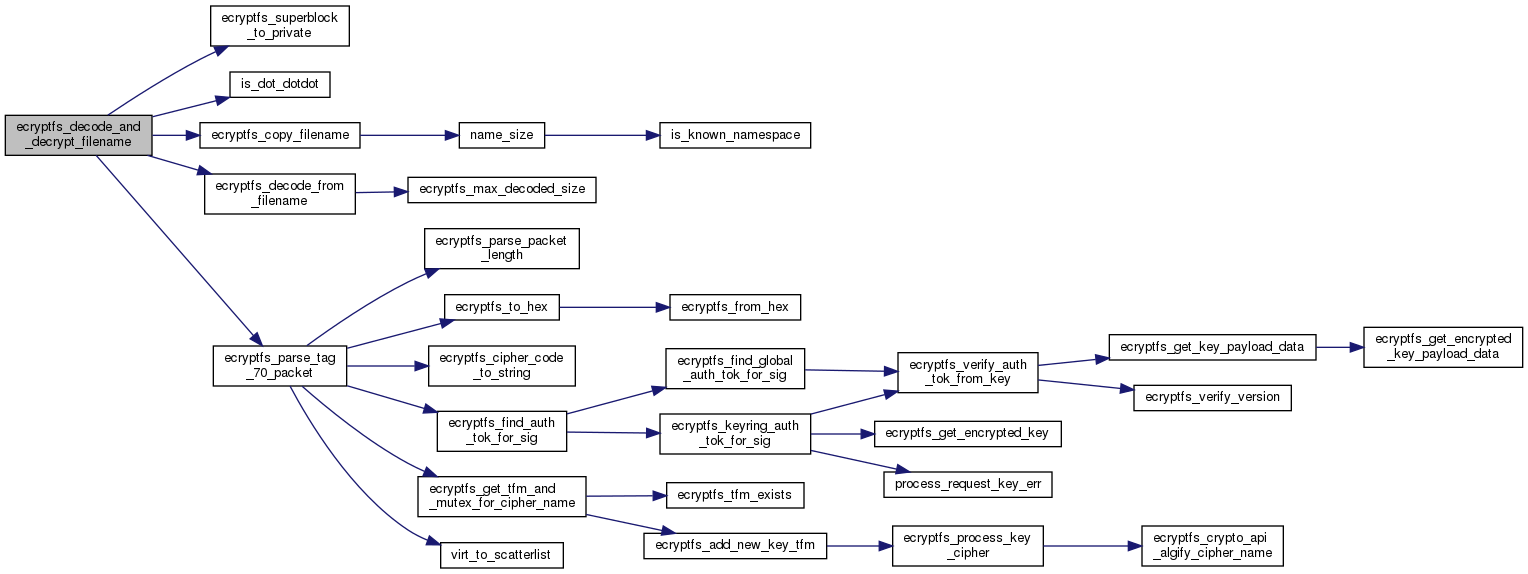 ecryptfs_superblock
_to_private
is_dot_dotdot
ecryptfs_decode_and
_decrypt_filename
ecryptfs_copy_filename
name_size
is_known_namespace
ecryptfs_decode_from
_filename
ecryptfs_max_decoded_size
ecryptfs_parse_packet
_length
ecryptfs_to_hex
ecryptfs_from_hex
ecryptfs_parse_tag
_70_packet
ecryptfs_cipher_code
_to_string
ecryptfs_find_global
_auth_tok_for_sig
ecryptfs_verify_auth
_tok_from_key
ecryptfs_get_key_payload_data
ecryptfs_get_encrypted
_key_payload_data
ecryptfs_verify_version
ecryptfs_find_auth
_tok_for_sig
ecryptfs_keyring_auth
_tok_for_sig
ecryptfs_get_encrypted_key
process_request_key_err
ecryptfs_get_tfm_and
_mutex_for_cipher_name
ecryptfs_tfm_exists
ecryptfs_add_new_key_tfm
ecryptfs_process_key
_cipher
ecryptfs_crypto_api
_algify_cipher_name
virt_to_scatterlist